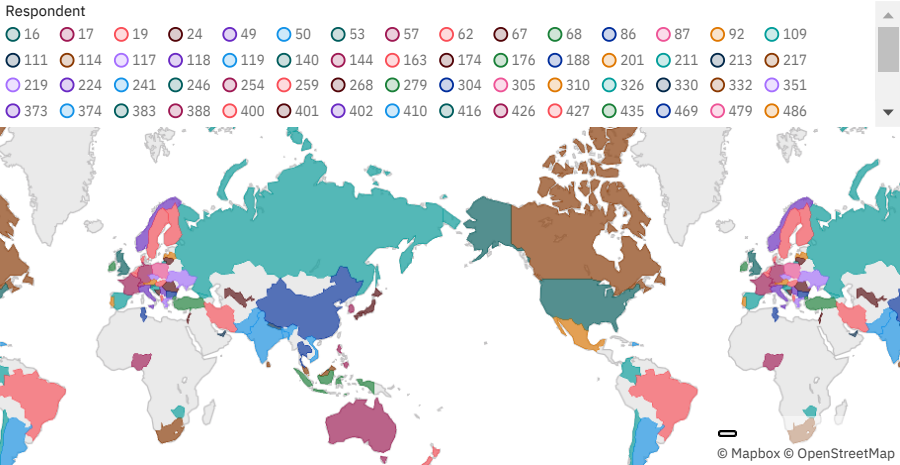 Respondent
16 17 19 24 49 50 53 57 62 67 68 86 87 92 109
111 114 117 118 119 140 144 163 174 176 188 201 211 213 217
219 224 241 246 254 259 268 279 304 305 310 326 330 332 351
373 374 383 388 400 401 402 410 416 426 427 435 469 479 486
© Mapbox © OpenStreetMap